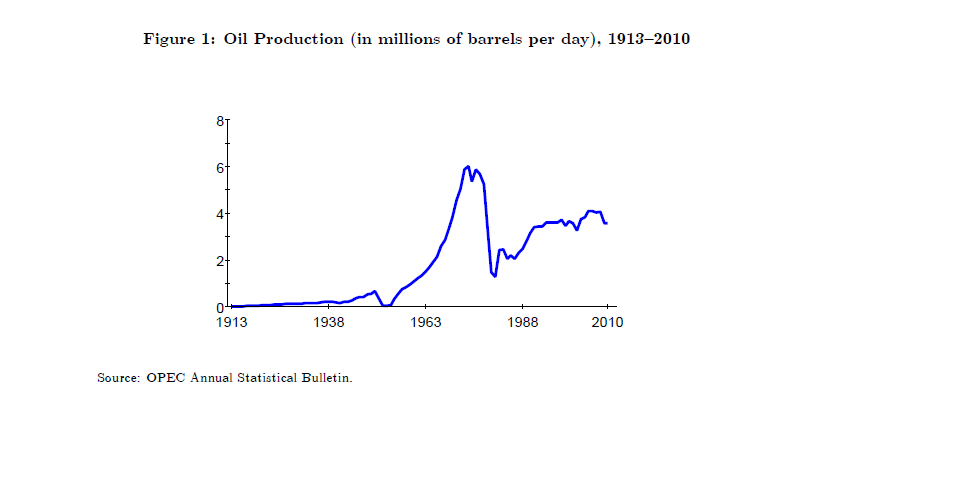 Figure 1: Oil Production (in millions of barrels per day), 1913–2010
8
6
4
2
0
1913 1938 1963 1988 2010
Source: OPEC Annual Statistical Bulletin.